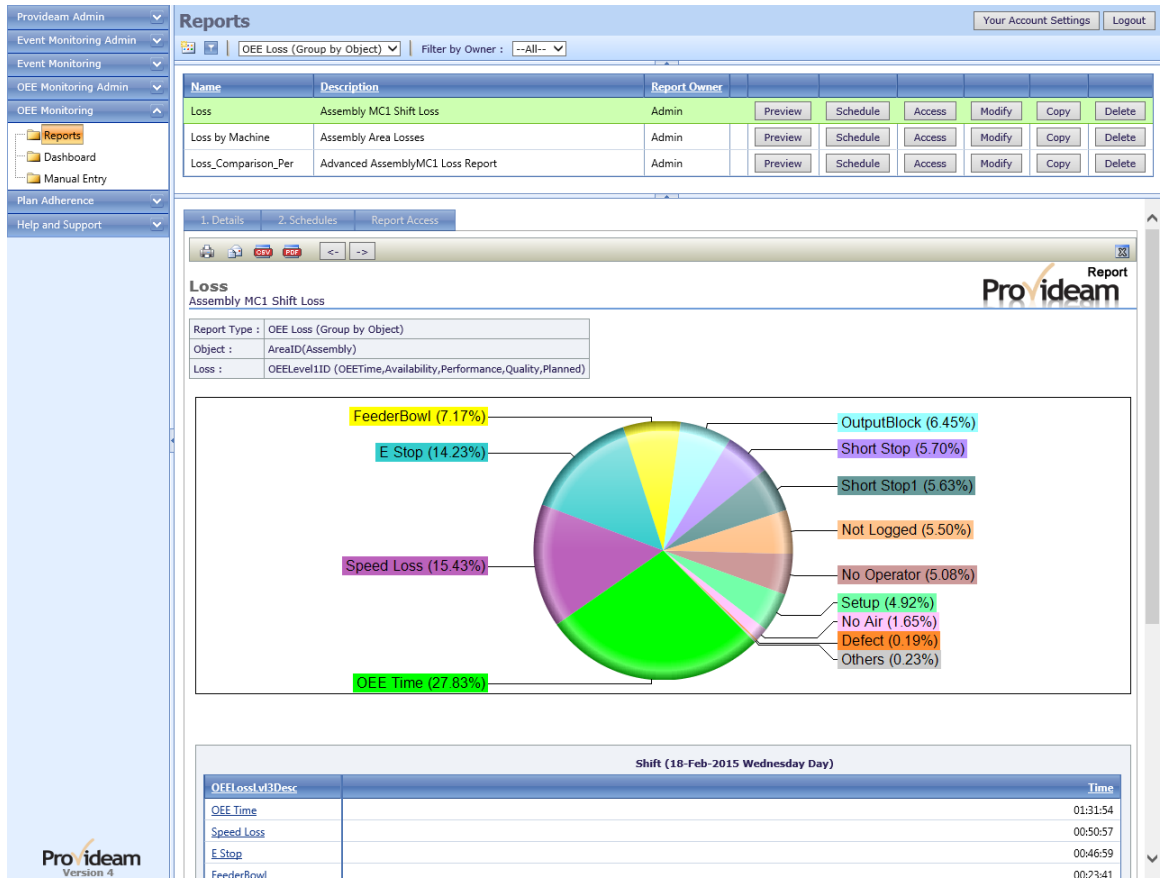 Provideam Admin
Event Monitoring Admin
Event Monitoring
OEE Monitoring Admin
OEE Monitoring
Reports
Dashboard
Manual Entry
Plan Adherence
Help and Support
Provideam
Version 4
Reports
Your Account Settings Logout
OEE Loss (Group by Object) Filter by Owner : --All--
Name Description Report Owner
Loss Assembly MC1 Shift Loss Admin Preview Schedule Access Modify Copy Delete
Loss by Machine Assembly Area Losses Admin Preview Schedule Access Modify Copy Delete
Loss_Comparison_Per Advanced AssemblyMC1 Loss Report Admin Preview Schedule Access Modify Copy Delete
1. Details 2. Schedules Report Access
CSV PDF <- ->
Loss
Assembly MC1 Shift Loss
Report
Provideam
Report Type : OEE Loss (Group by Object)
Object : AreaID(Assembly)
Loss : OEELevel1ID (OEETime,Availability,Performance,Quality,Planned)
FeederBowl (7.17%)
E Stop (14.23%)
Speed Loss (15.43%)
OEE Time (27.83%)
OutputBlock (6.45%)
Short Stop (5.70%)
Short Stop1 (5.63%)
Not Logged (5.50%)
No Operator (5.08%)
Setup (4.92%)
No Air (1.65%)
Defect (0.19%)
Others (0.23%)
Shift (18-Feb-2015 Wednesday Day)
OEELossLvl3Desc Time
OEE Time 01:31:54
Speed Loss 00:50:57
E Stop 00:46:59
FeederBowl 00:23:41